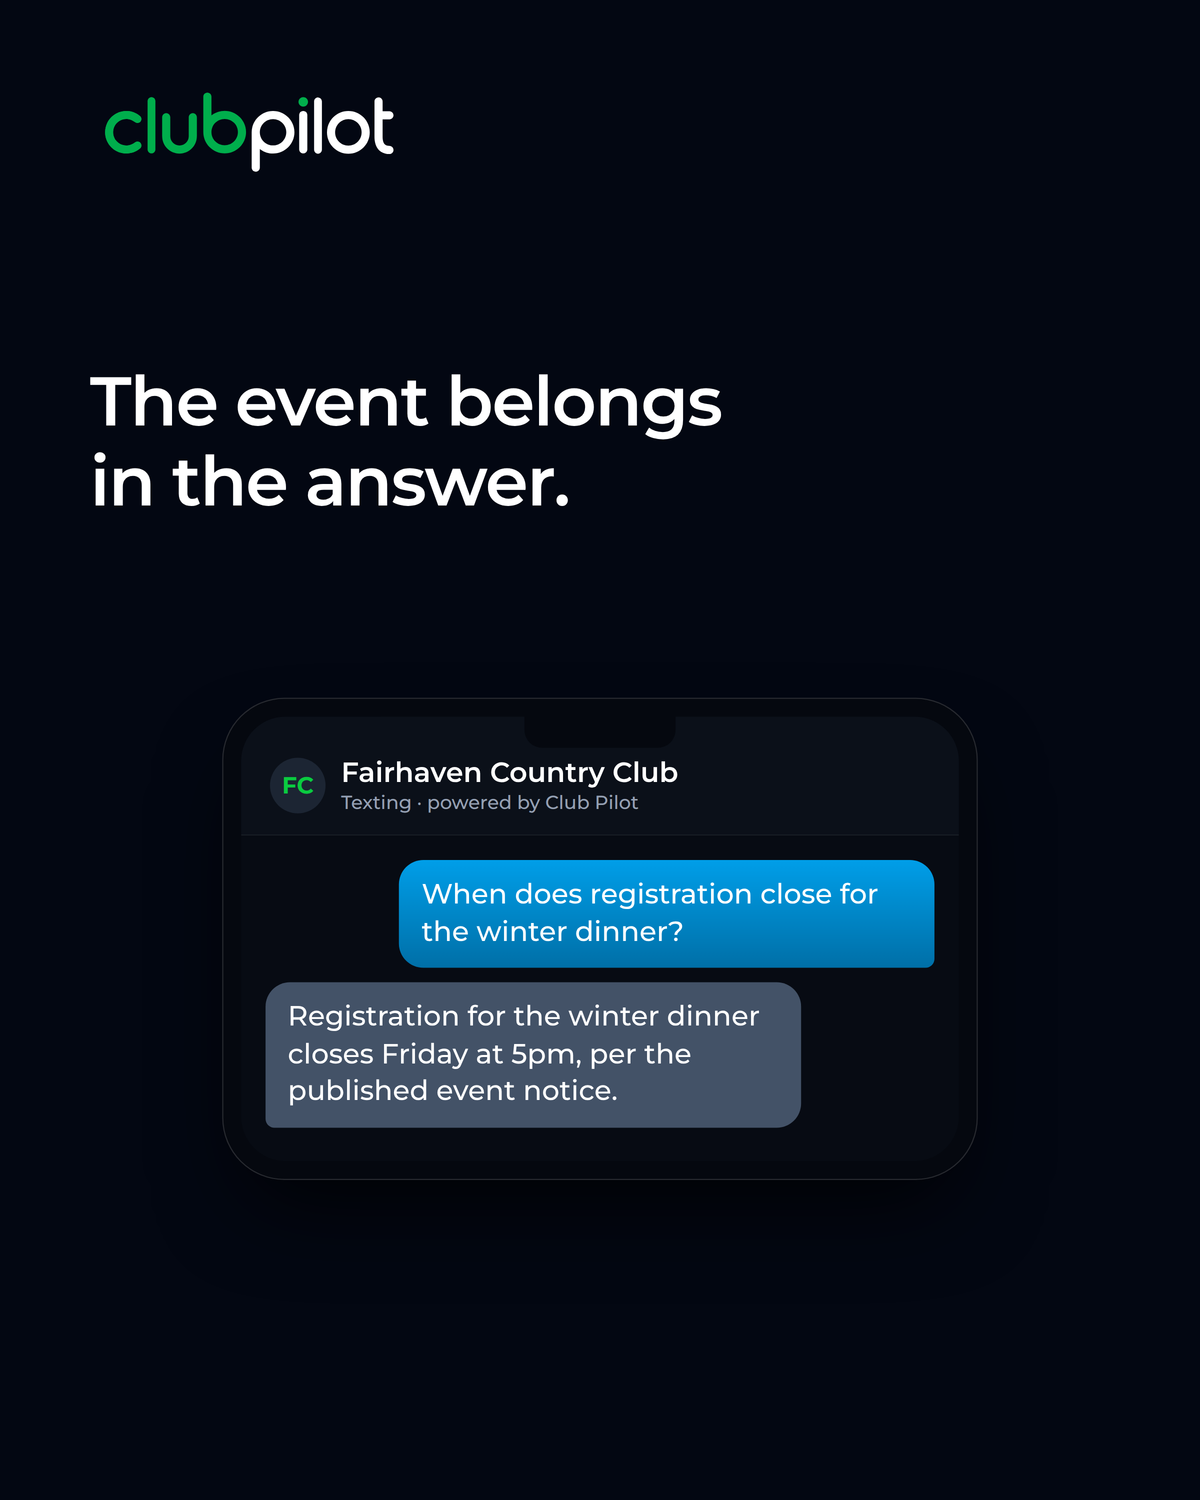 clubpilot
The event belongs
in the answer.
FC
Fairhaven Country Club
Texting · powered by Club Pilot
When does registration close for
the winter dinner?
Registration for the winter dinner
closes Friday at 5pm, per the
published event notice.